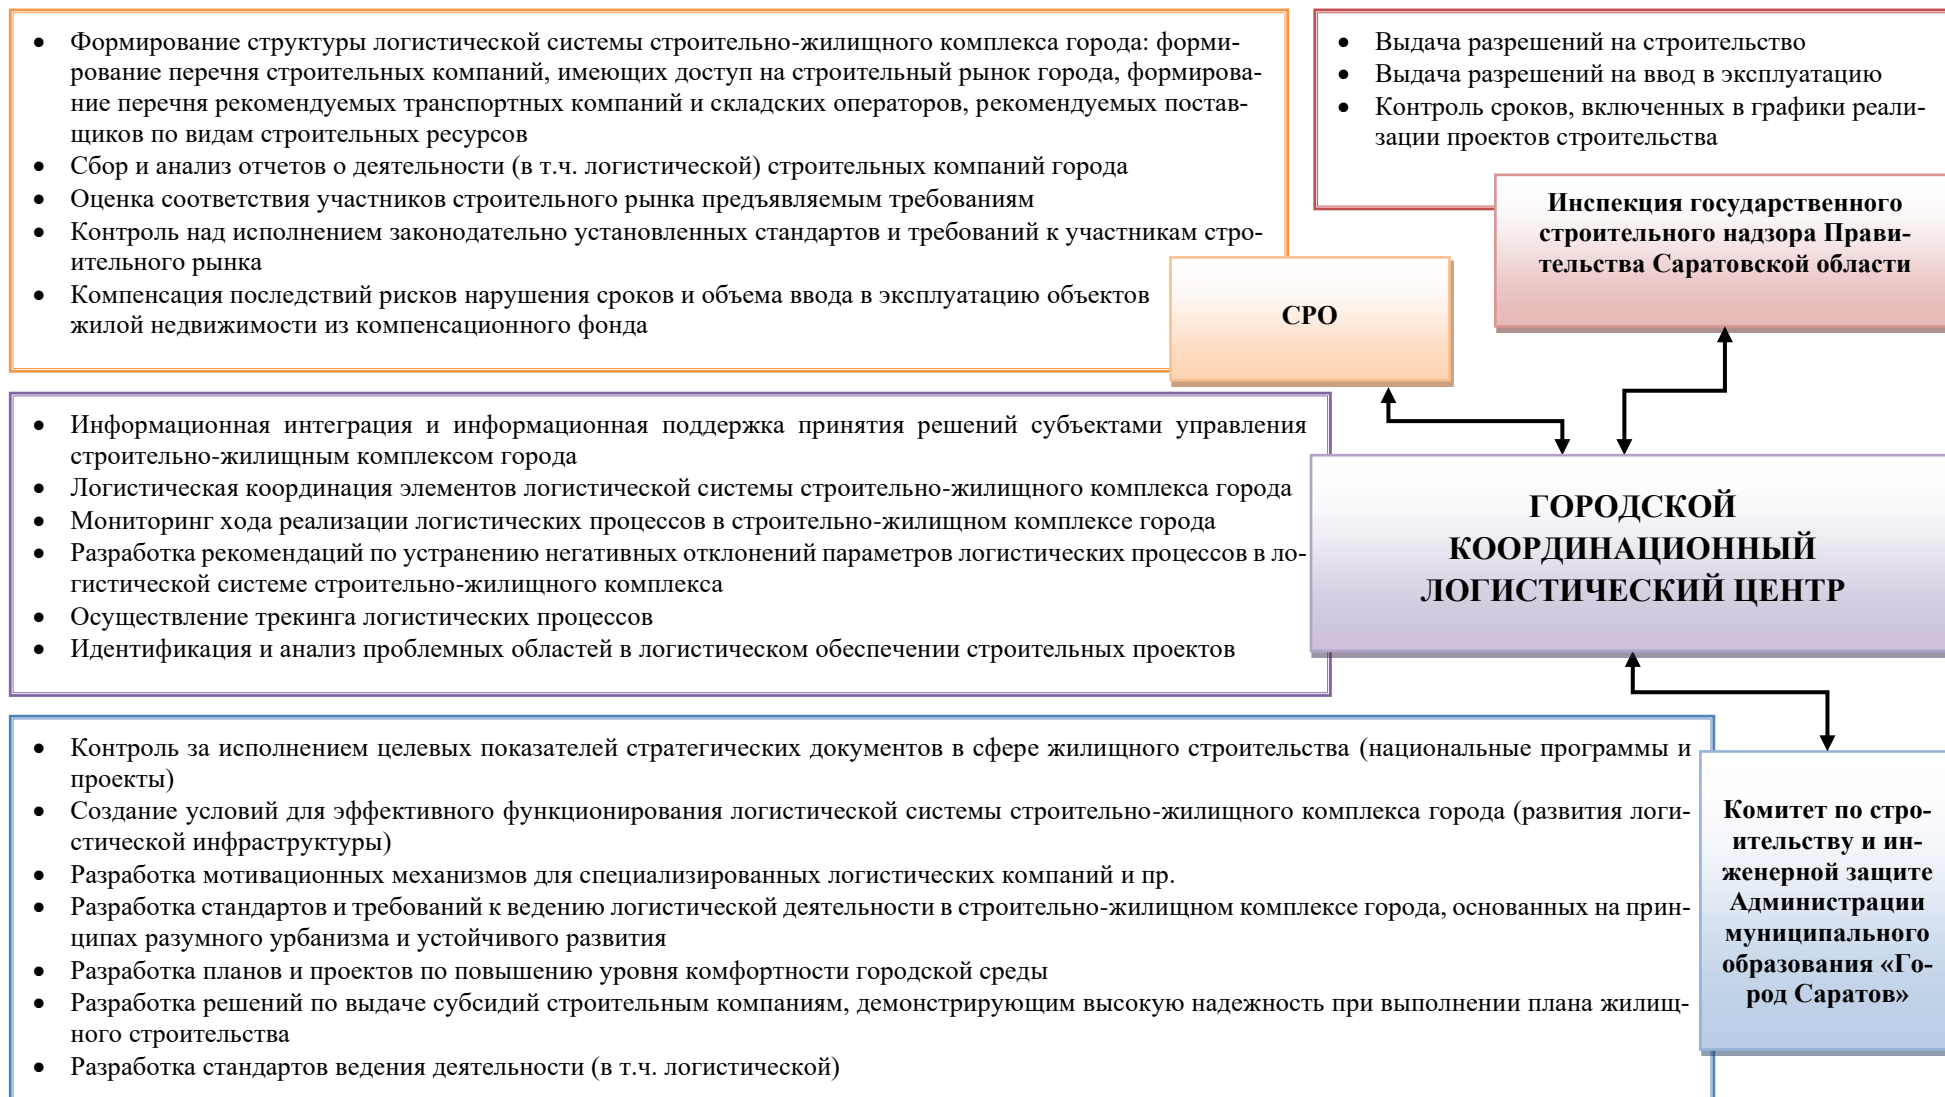 • Формирование структуры логистической системы строительно-жилищного комплекса города: форми-
рование перечня строительных компаний, имеющих доступ на строительный рынок города, формирова-
ние перечня рекомендуемых транспортных компаний и складских операторов, рекомендуемых постав-
щиков по видам строительных ресурсов
• Сбор и анализ отчетов о деятельности (в т.ч. логистической) строительных компаний города
• Оценка соответствия участников строительного рынка предъявляемым требованиям
• Контроль над исполнением законодательно установленных стандартов и требований к участникам стро-
ительного рынка
• Компенсация последствий рисков нарушения сроков и объема ввода в эксплуатацию объектов
жилой недвижимости из компенсационного фонда
СРО
• Выдача разрешений на строительство
• Выдача разрешений на ввод в эксплуатацию
• Контроль сроков, включенных в графики реали-
зации проектов строительства
Инспекция государственного
строительного надзора Прави-
тельства Саратовской области
• Информационная интеграция и информационная поддержка принятия решений субъектами управления
строительно-жилищным комплексом города
• Логистическая координация элементов логистической системы строительно-жилищного комплекса города
• Мониторинг хода реализации логистических процессов в строительно-жилищном комплексе города
• Разработка рекомендаций по устранению негативных отклонений параметров логистических процессов в ло-
гистической системе строительно-жилищного комплекса
• Осуществление трекинга логистических процессов
• Идентификация и анализ проблемных областей в логистическом обеспечении строительных проектов
ГОРОДСКОЙ
КООРДИНАЦИОННЫЙ
ЛОГИСТИЧЕСКИЙ ЦЕНТР
• Контроль за исполнением целевых показателей стратегических документов в сфере жилищного строительства (национальные программы и
проекты)
• Создание условий для эффективного функционирования логистической системы строительно-жилищного комплекса города (развития логи-
стической инфраструктуры)
• Разработка мотивационных механизмов для специализированных логистических компаний и пр.
• Разработка стандартов и требований к ведению логистической деятельности в строительно-жилищном комплексе города, основанных на прин-
ципах разумного урбанизма и устойчивого развития
• Разработка планов и проектов по повышению уровня комфортности городской среды
• Разработка решений по выдаче субсидий строительным компаниям, демонстрирующим высокую надежность при выполнении плана жилищ-
ного строительства
• Разработка стандартов ведения деятельности (в т.ч. логистической)
Комитет по стро-
ительству и ин-
женерной защите
Администрации
муниципального
образования «Го-
род Саратов»